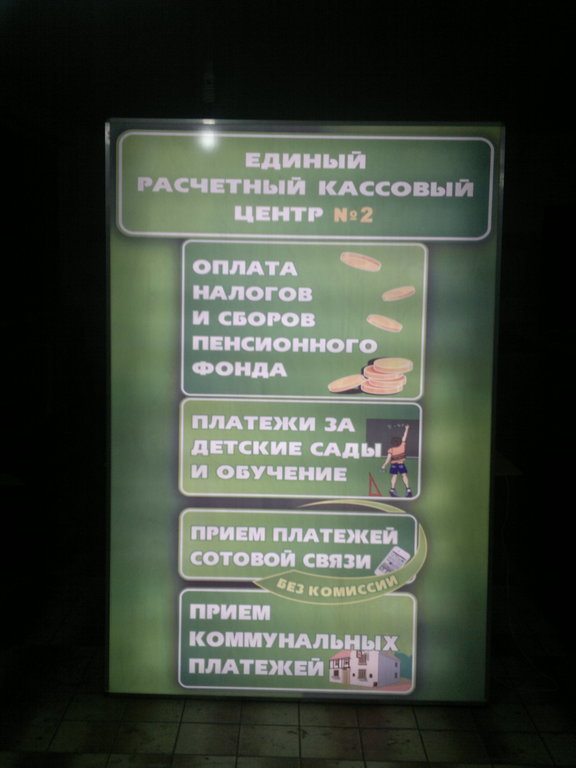 ЕДИНЫЙ
РАСЧЕТНЫЙ КАССОВЫЙ
ЦЕНТР №2
ОПЛАТА
НАЛОГОВ
И СБОРОВ
ПЕНСИОННОГО
ФОНДА
ПЛАТЕЖИ ЗА
ДЕТСКИЕ САДЫ
И ОБУЧЕНИЕ
ПРИЕМ ПЛАТЕЖЕЙ
СОТОВОЙ СВЯЗИ
БЕЗ КОМИССИИ
ПРИЕМ
КОММУНАЛЬНЫХ
ПЛАТЕЖЕЙ